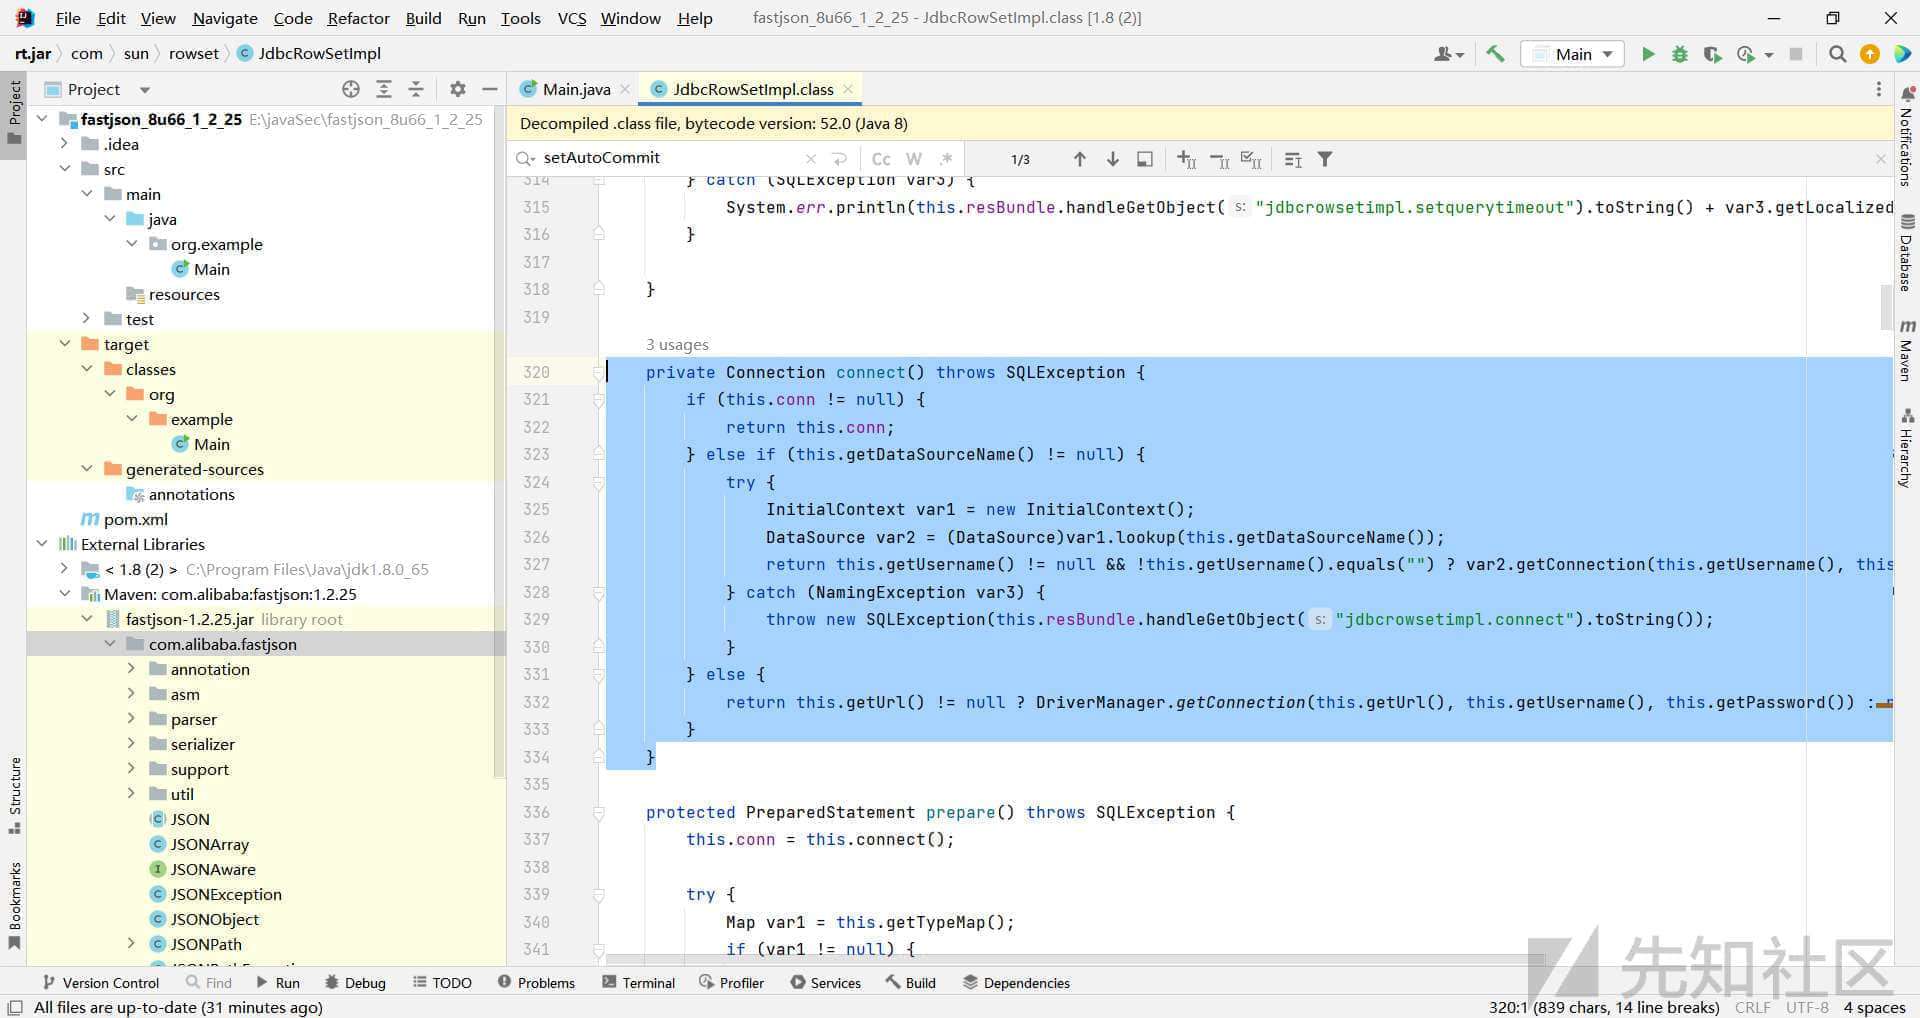 File Edit View Navigate Code Refactor Build Run Tools VCS Window Help fastjson_8u66_1_2_25 - JdbcRowSetImpl.class [1.8 (2)]
rt.jar com sun rowset JdbcRowSetImpl Main
Project
Main.java JdbcRowSetImpl.class
Decompiled .class file, bytecode version: 52.0 (Java 8)
setAutoCommit Cc W .* 1/3
Project
fastjson_8u66_1_2_25 E:\javaSec\fastjson_8u66_1_2_25
.idea
src
main
java
org.example
Main
resources
test
target
classes
org
example
Main
generated-sources
annotations
pom.xml
External Libraries
< 1.8 (2) > C:\Program Files\Java\jdk1.8.0_65
Maven: com.alibaba:fastjson:1.2.25
fastjson-1.2.25.jar library root
com.alibaba.fastjson
annotation
asm
parser
serializer
support
util
JSON
JSONArray
JSONAware
JSONException
JSONObject
JSONPath
Structure
Bookmarks
314 } catch (SQLException var3) {
315 System.err.println(this.resBundle.handleGetObject( s: "jdbcrowsetimpl.setquerytimeout").toString() + var3.getLocalized
316 }
317
318 }
319
3 usages
320 private Connection connect() throws SQLException {
321 if (this.conn != null) {
322 return this.conn;
323 } else if (this.getDataSourceName() != null) {
324 try {
325 InitialContext var1 = new InitialContext();
326 DataSource var2 = (DataSource)var1.lookup(this.getDataSourceName());
327 return this.getUsername() != null && !this.getUsername().equals("") ? var2.getConnection(this.getUsername(), this
328 } catch (NamingException var3) {
329 throw new SQLException(this.resBundle.handleGetObject( s: "jdbcrowsetimpl.connect").toString());
330 }
331 } else {
332 return this.getUrl() != null ? DriverManager.getConnection(this.getUrl(), this.getUsername(), this.getPassword()) :
333 }
334 }
335
336 protected PreparedStatement prepare() throws SQLException {
337 this.conn = this.connect();
338
339 try {
340 Map var1 = this.getTypeMap();
341 if (var1 != null) {
Notifications
Database
Maven
Hierarchy
先知社区
Version Control Find Run Debug TODO Problems Terminal Profiler Services Build Dependencies
All files are up-to-date (31 minutes ago) 320:1 (839 chars, 14 line breaks) CRLF UTF-8 4 spaces